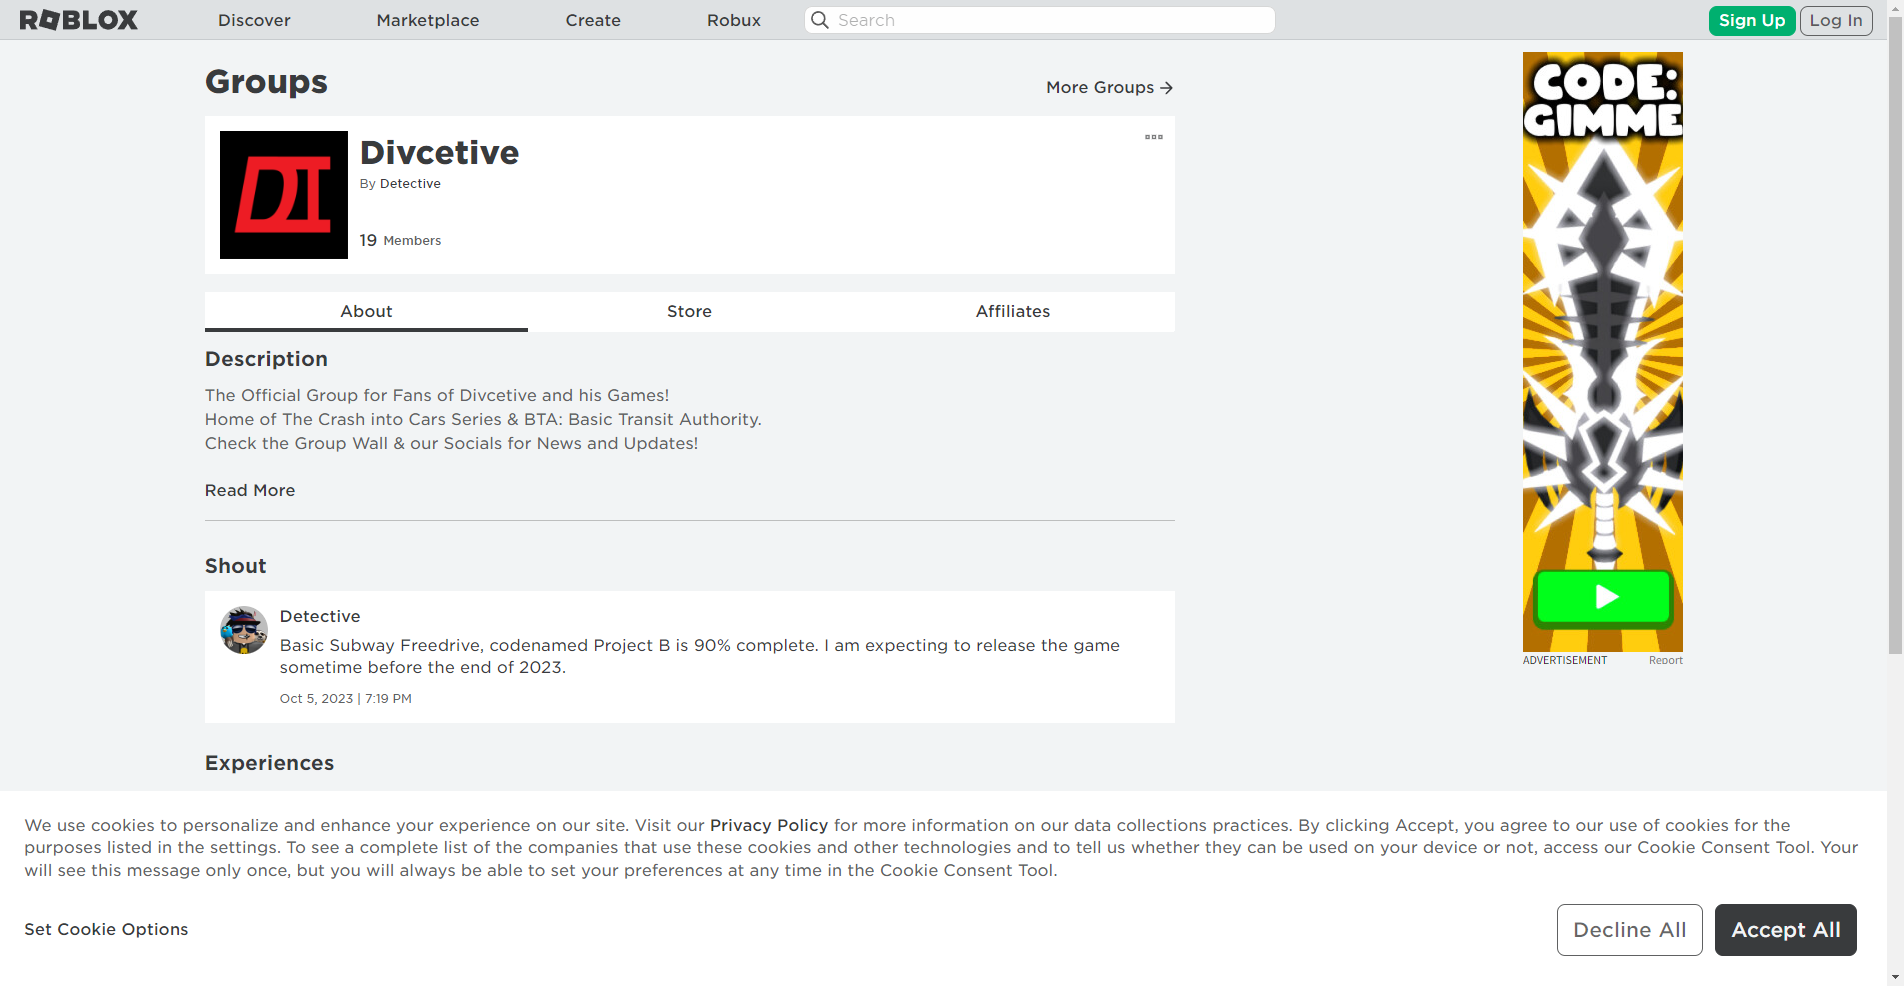 ROBLOX Discover Marketplace Create Robux Search Sign Up Log In
Groups
More Groups
DI
Divcetive
By Detective
19 Members
About Store Affiliates
Description
The Official Group for Fans of Divcetive and his Games!
Home of The Crash into Cars Series & BTA: Basic Transit Authority.
Check the Group Wall & our Socials for News and Updates!
Read More
Shout
Detective
Basic Subway Freedrive, codenamed Project B is 90% complete. I am expecting to release the game
sometime before the end of 2023.
Oct 5, 2023 | 7:19 PM
Experiences
CODE:
GIMME
ADVERTISEMENT Report
We use cookies to personalize and enhance your experience on our site. Visit our Privacy Policy for more information on our data collections practices. By clicking Accept, you agree to our use of cookies for the
purposes listed in the settings. To see a complete list of the companies that use these cookies and other technologies and to tell us whether they can be used on your device or not, access our Cookie Consent Tool. Your
will see this message only once, but you will always be able to set your preferences at any time in the Cookie Consent Tool.
Set Cookie Options
Decline All
Accept All